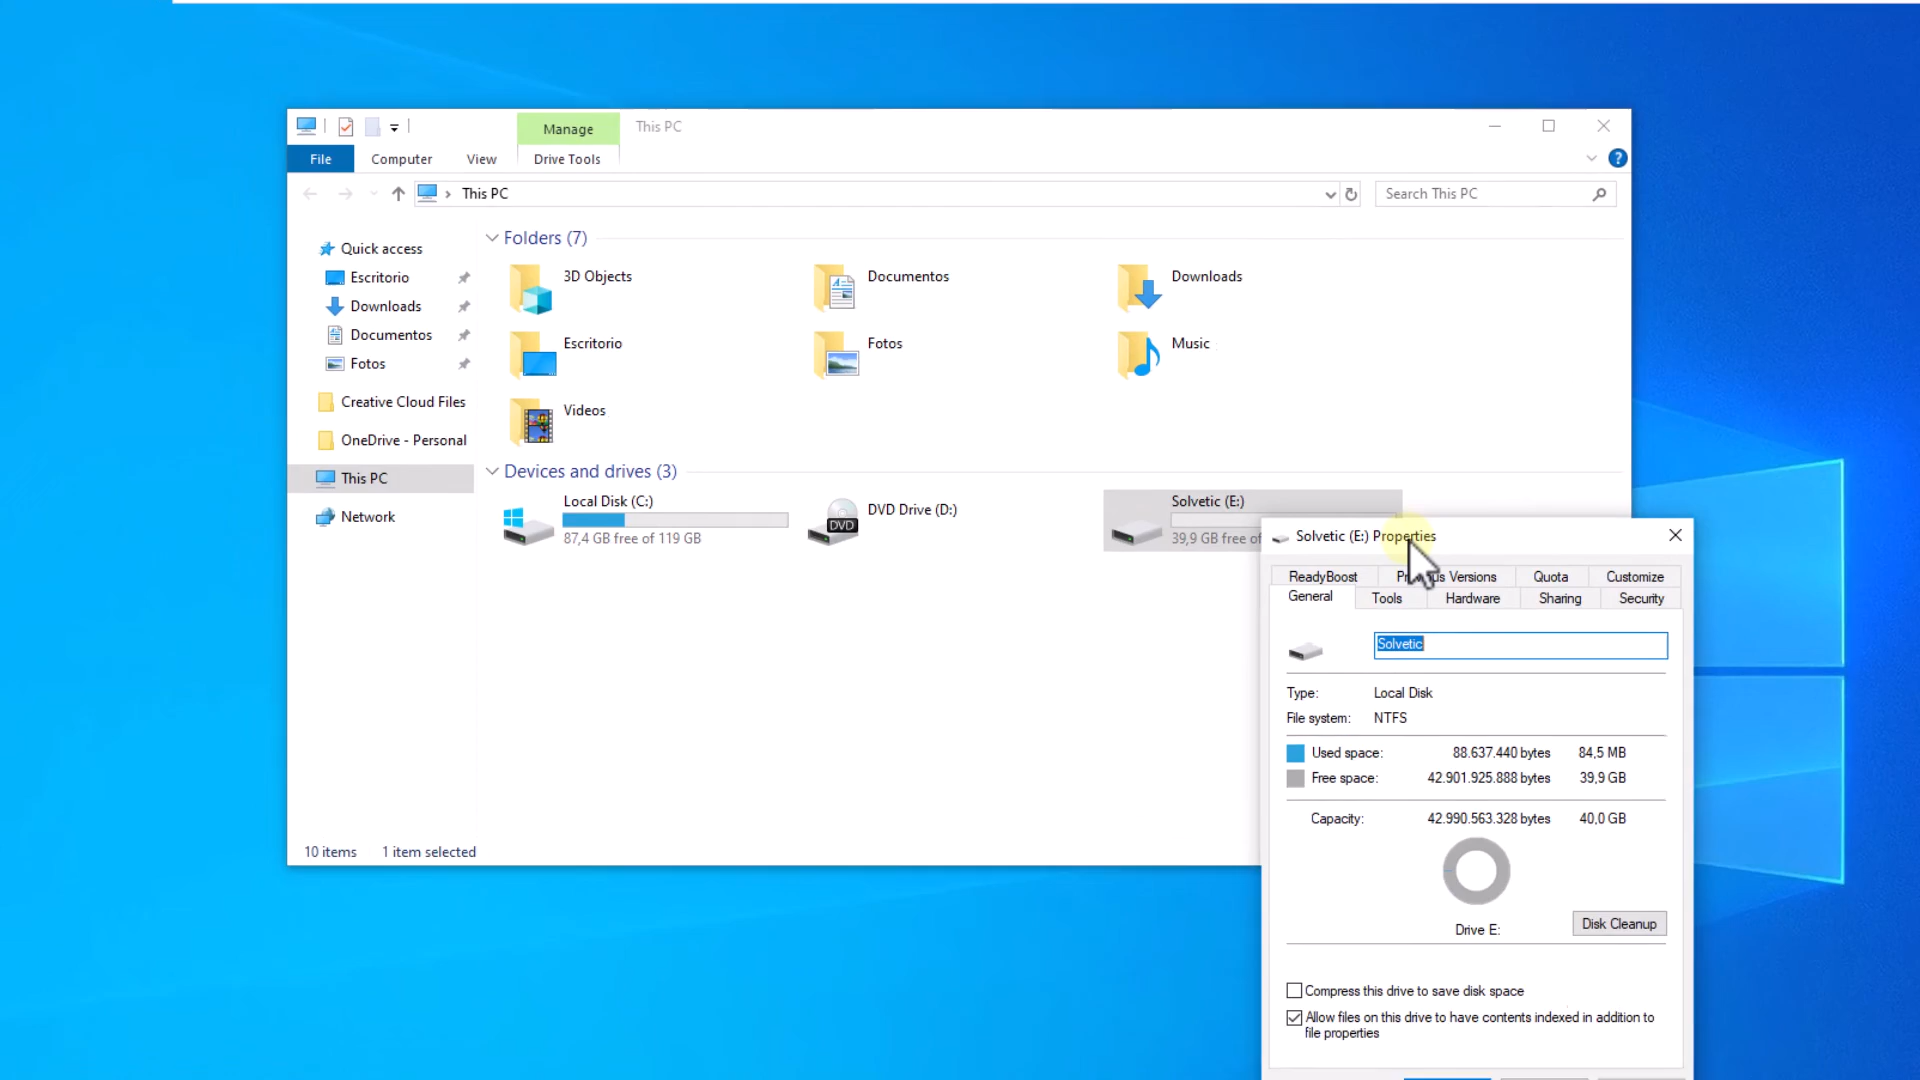 Manage
This PC
File
Computer
View
Drive Tools
?
This PC
Search This PC
Quick access
Escritorio
Downloads
Documentos
Fotos
Creative Cloud Files
OneDrive - Personal
This PC
Network
Folders (7)
3D Objects
Documentos
Downloads
Escritorio
Fotos
Music
Videos
Devices and drives (3)
Local Disk (C:)
87,4 GB free of 119 GB
DVD
DVD Drive (D:)
Solvetic (E:)
39,9 GB free of
10 items
1 item selected
Solvetic (E:) Properties
ReadyBoost
Previous Versions
Quota
Customize
General
Tools
Hardware
Sharing
Security
Solvetic
Type: Local Disk
File system: NTFS
Used space: 88.637.440 bytes 84,5 MB
Free space: 42.901.925.888 bytes 39,9 GB
Capacity: 42.990.563.328 bytes 40,0 GB
Drive E:
Disk Cleanup
Compress this drive to save disk space
Allow files on this drive to have contents indexed in addition to
file properties